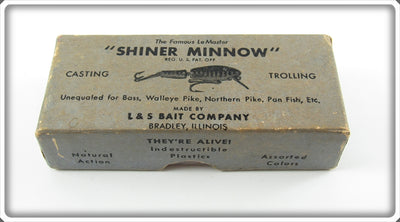 The Famous LeMaster
"SHINER MINNOW"
REG. U. S. PAT. OFF.
CASTING TROLLING
Unequaled for Bass, Walleye Pike, Northern Pike, Pan Fish, Etc.
MADE BY
L & S BAIT COMPANY
BRADLEY, ILLINOIS
THEY'RE ALIVE!
Natural Action Indestructible Plastics Assorted Colors